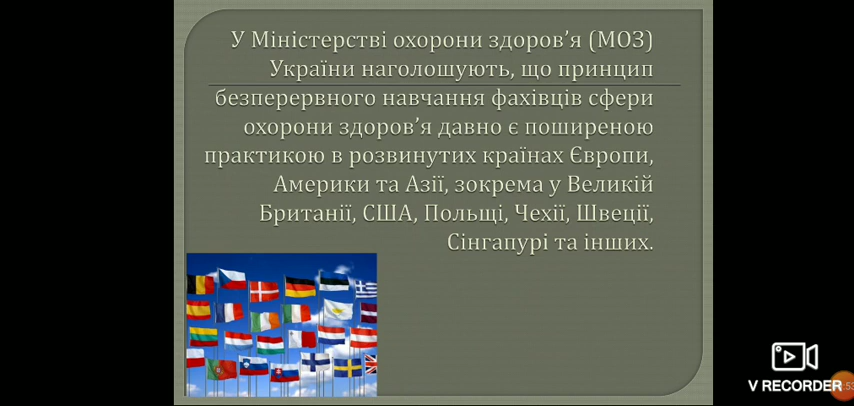 У Міністерстві охорони здоров’я (МОЗ)
України наголошують, що принцип
безперервного навчання фахівців сфери
охорони здоров’я давно є поширеною
практикою в розвинутих країнах Європи,
Америки та Азії, зокрема у Великій
Британії, США, Польщі, Чехії, Швеції,
Сінгапурі та інших.
V RECORDER